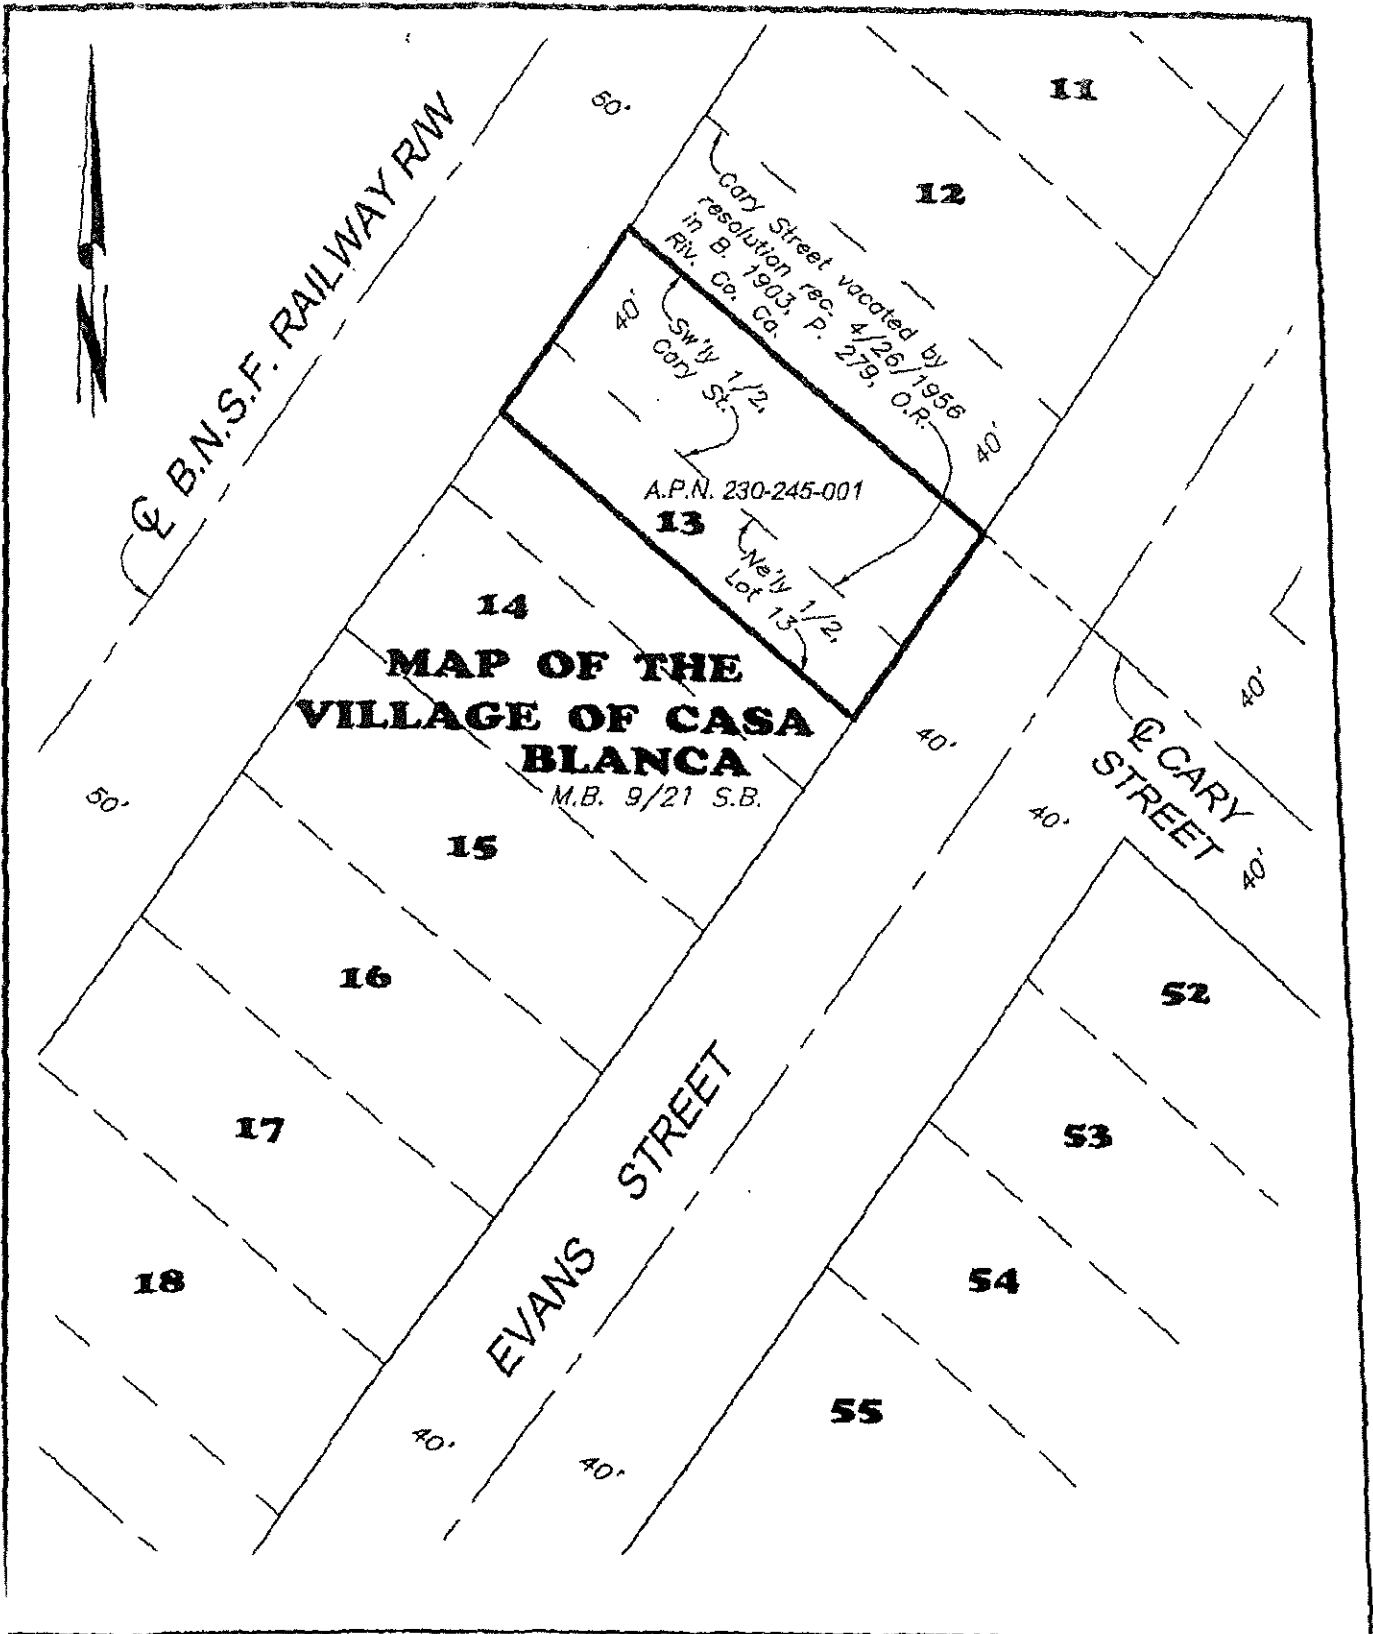 N
11
50'
℄ B.N.S.F. RAILWAY R/W
12
Cary Street vacated by
resolution rec. 4/26/1956
in B. 1903, P. 279, O.R.
Riv. Co. Ca.
40'
40'
Sw'ly 1/2,
Cary St.
A.P.N. 230-245-001
13
Ne'ly 1/2,
Lot 13
14
MAP OF THE
VILLAGE OF CASA
BLANCA
M.B. 9/21 S.B.
40'
40'
40'
40'
℄ CARY
STREET
50'
15
16
52
17
53
18
54
EVANS STREET
55
40'
40'